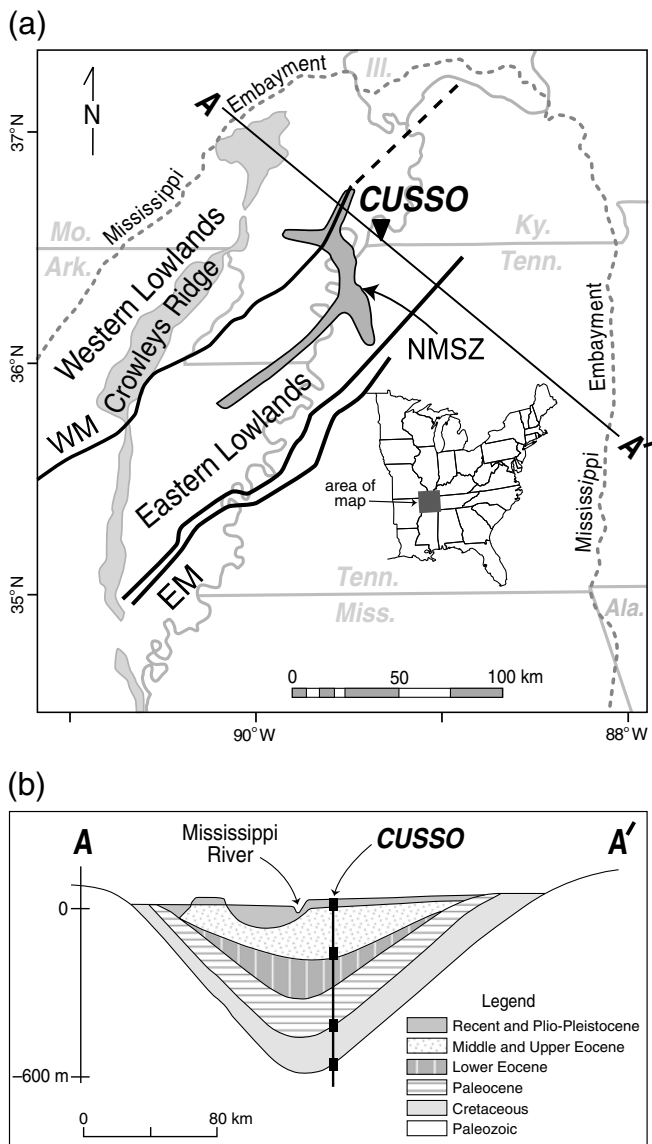 (a)
Embayment
Ill.
A
N
37°N
Mississippi
CUSSO
Mo.
Ark.
Ky.
Tenn.
Western Lowlands
Crowleys Ridge
NMSZ
Embayment
36°N
WM
Eastern Lowlands
A'
area of
map
Mississippi
EM
35°N
Tenn.
Miss.
Ala.
0 50 100 km
90°W 88°W
(b)
A
Mississippi
River
CUSSO
A'
0
Legend
Recent and Plio-Pleistocene
Middle and Upper Eocene
Lower Eocene
Paleocene
Cretaceous
Paleozoic
–600 m
0 80 km